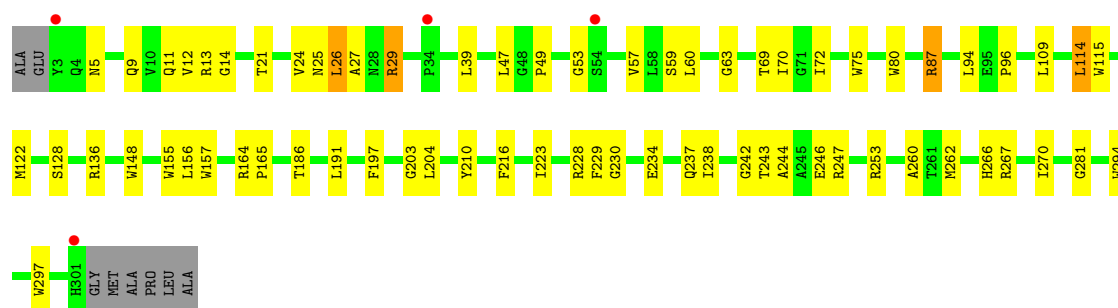 ALA GLU Y3 Q4 N5 Q9 V10 Q11 V12 R13 G14 T21 V24 N25 L26 A27 N28 R29 P34 L39 L47 G48 P49 G53 S54 V57 L58 S59 L60 G63 T69 I70 G71 I72 W75 W80 R87 L94 E95 P96 L109 L114 W115
M122 S128 R136 W148 W155 L156 W157 R164 P165 T186 L191 F197 G203 L204 Y210 F216 I223 R228 F229 G230 E234 Q237 I238 G242 T243 A244 A245 E246 R247 R253 A260 T261 M262 H266 R267 I270 G281 W294
W297 H301 GLY MET ALA PRO LEU ALA